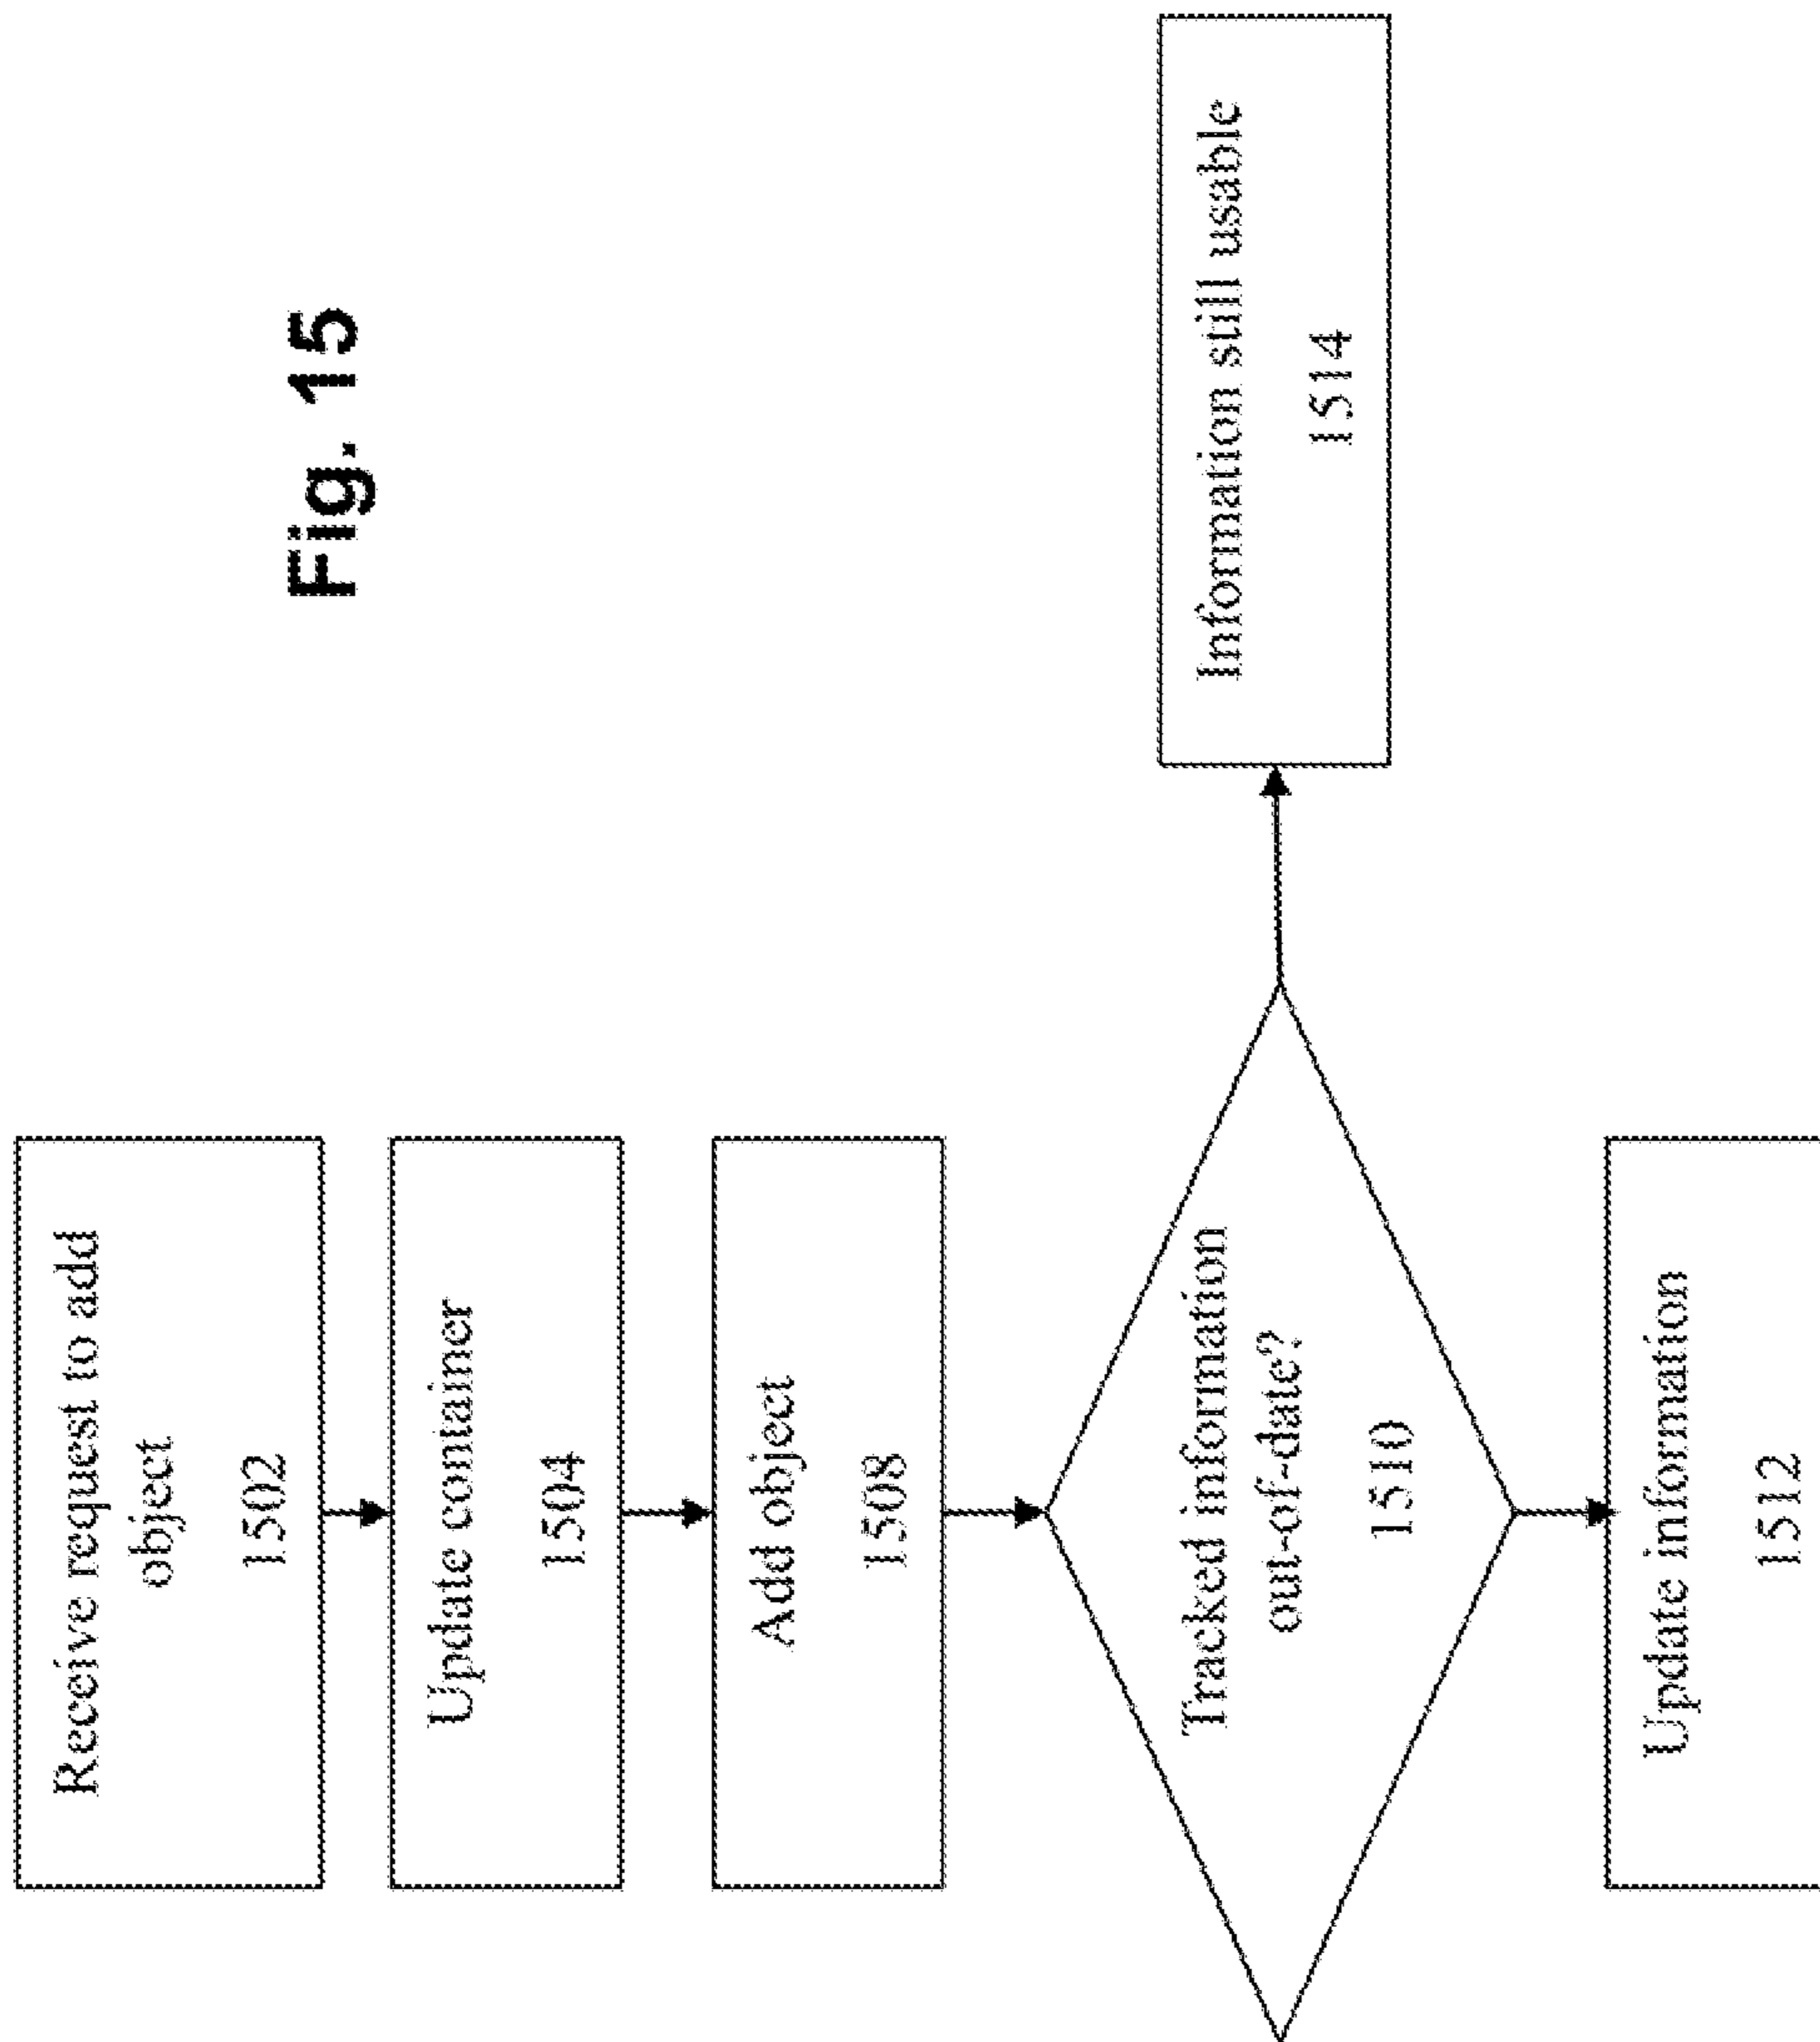 Fig. 15
Receive request to add
object
1502
Update container
1504
Add object
1508
Tracked information
out-of-date?
1510
Information still usable
1514
Update information
1512